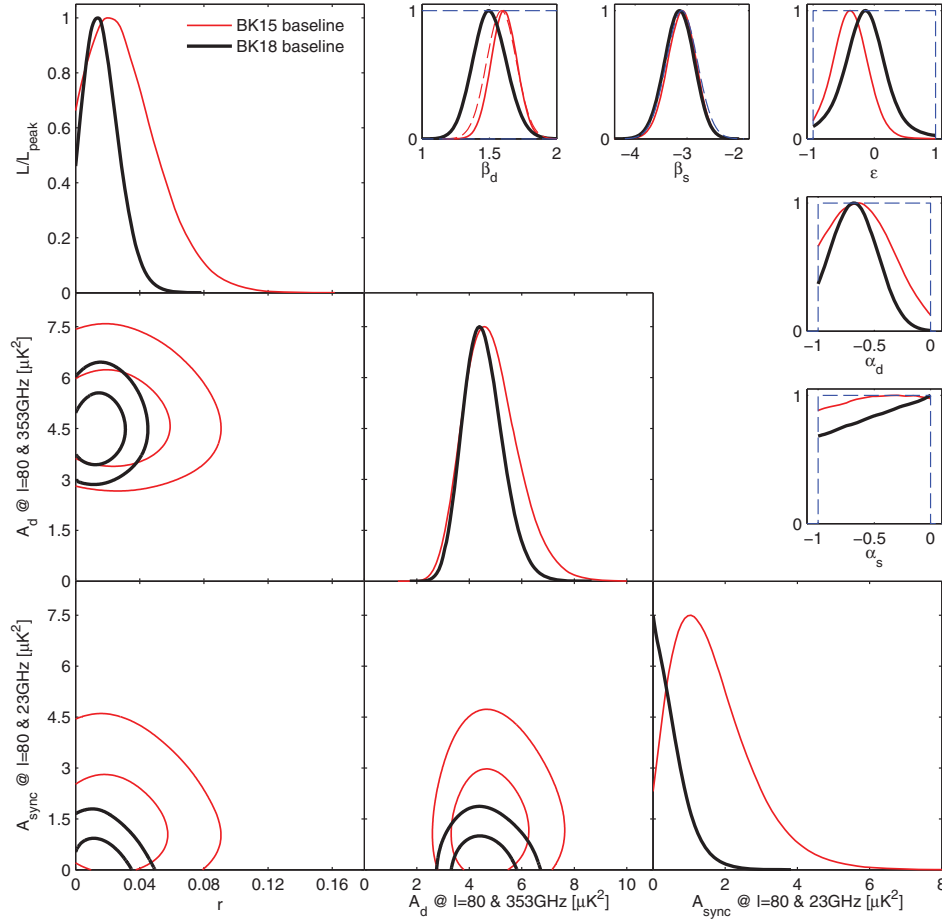 BK15 baseline
BK18 baseline
L/L_peak
1
0.8
0.6
0.4
0.2
0
1
0
1 1.5 2
β_d
1
0
−4 −3 −2
β_s
1
0
−1 0 1
ε
1
0
−1 −0.5 0
α_d
1
0
−1 −0.5 0
α_s
A_d @ l=80 & 353GHz [μK²]
7.5
6
4.5
3
1.5
0
A_sync @ l=80 & 23GHz [μK²]
7.5
6
4.5
3
1.5
0
0 0.04 0.08 0.12 0.16
r
0 2 4 6 8 10
A_d @ l=80 & 353GHz [μK²]
0 2 4 6 8
A_sync @ l=80 & 23GHz [μK²]